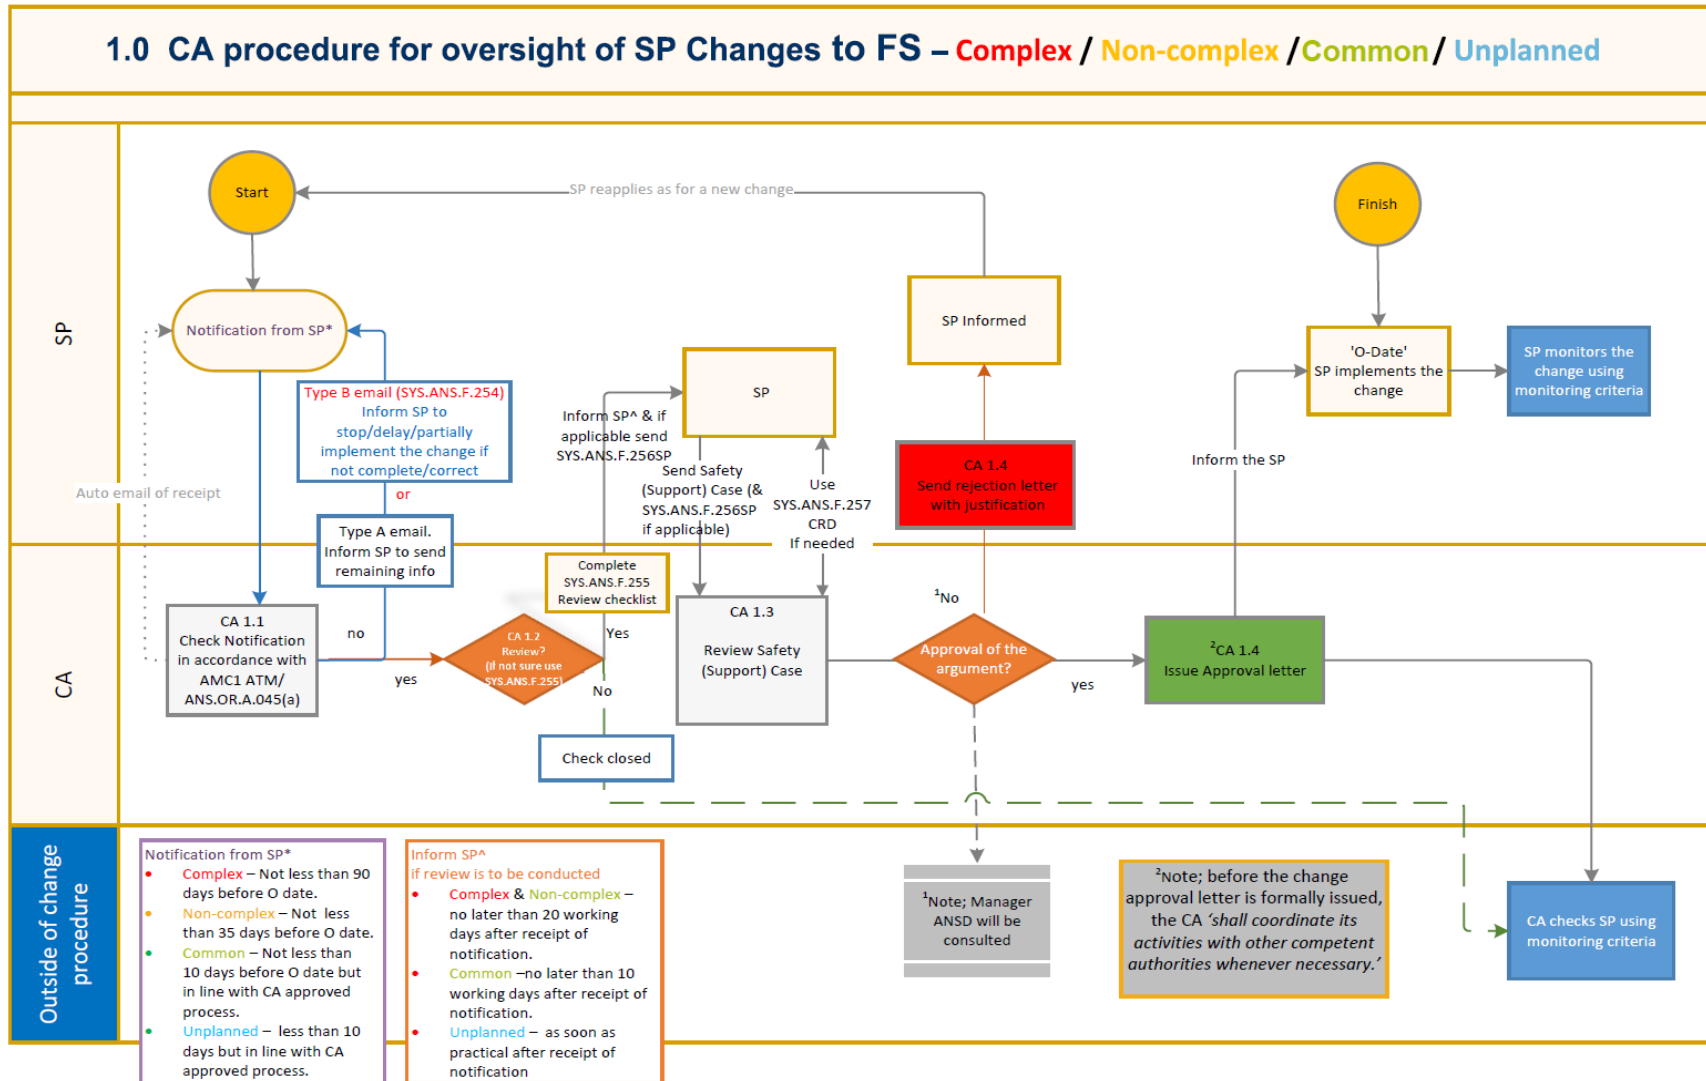 1.0 CA procedure for oversight of SP Changes to FS – Complex / Non-complex /Common/ Unplanned
SP
Start
SP reapplies as for a new change
Finish
Notification from SP*
SP Informed
'O-Date'
SP implements the
change
SP monitors the
change using
monitoring criteria
Type B email (SYS.ANS.F.254)
Inform SP to
stop/delay/partially
implement the change if
not complete/correct
or
Type A email.
Inform SP to send
remaining info
Auto email of receipt
SP
Inform SP^ & if
applicable send
SYS.ANS.F.256SP
Send Safety
(Support) Case (&
SYS.ANS.F.256SP
if applicable)
Use
SYS.ANS.F.257
CRD
If needed
CA 1.4
Send rejection letter
with justification
Inform the SP
CA
CA 1.1
Check Notification
in accordance with
AMC1 ATM/
ANS.OR.A.045(a)
no
yes
CA 1.2
Review?
(If not sure use
SYS.ANS.F.255)
Complete
SYS.ANS.F.255
Review checklist
Yes
No
Check closed
CA 1.3
Review Safety
(Support) Case
¹No
Approval of the
argument?
yes
²CA 1.4
Issue Approval letter
Outside of change
procedure
Notification from SP*
• Complex – Not less than 90
days before O date.
• Non-complex – Not less
than 35 days before O date.
• Common – Not less than
10 days before O date but
in line with CA approved
process.
• Unplanned – less than 10
days but in line with CA
approved process.
Inform SP^
if review is to be conducted
• Complex & Non-complex –
no later than 20 working
days after receipt of
notification.
• Common –no later than 10
working days after receipt of
notification.
• Unplanned – as soon as
practical after receipt of
notification
¹Note; Manager
ANSD will be
consulted
²Note; before the change
approval letter is formally issued,
the CA ‘shall coordinate its
activities with other competent
authorities whenever necessary.’
CA checks SP using
monitoring criteria